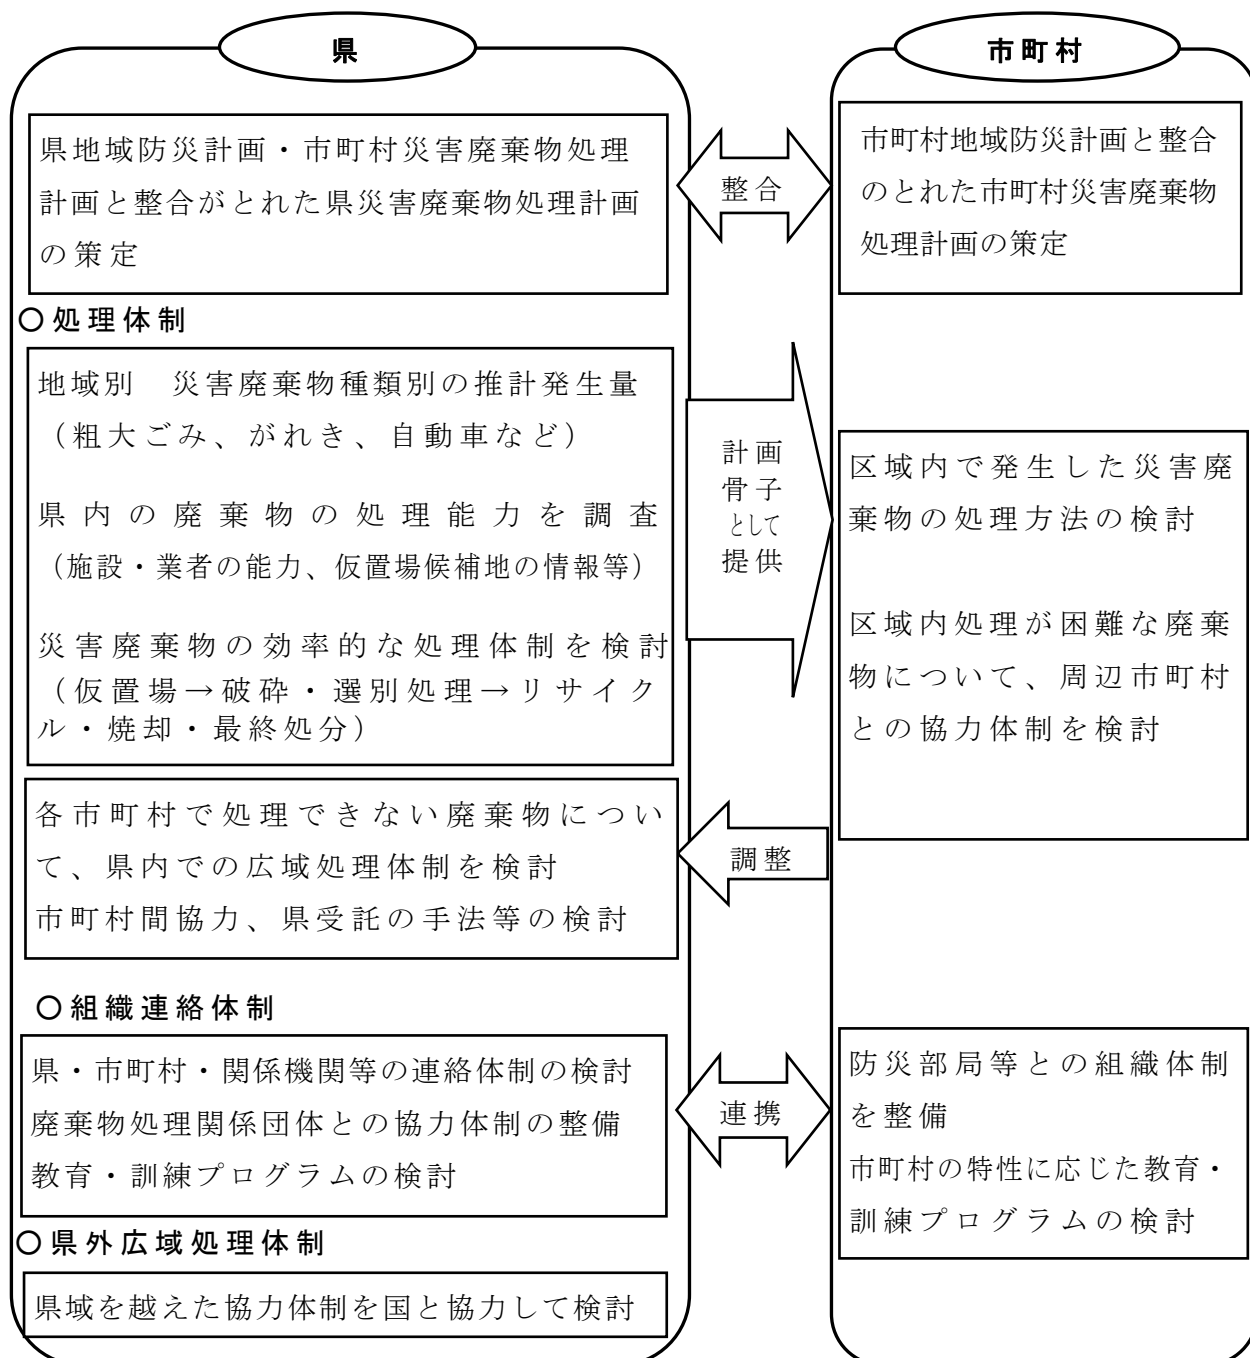 県
県地域防災計画・市町村災害廃棄物処理
計画と整合がとれた県災害廃棄物処理計画
の策定
〇処理体制
地域別　災害廃棄物種類別の推計発生量
（粗大ごみ、がれき、自動車など）
県内の廃棄物の処理能力を調査
（施設・業者の能力、仮置場候補地の情報等）
災害廃棄物の効率的な処理体制を検討
（仮置場→破砕・選別処理→リサイク
ル・焼却・最終処分）
各市町村で処理できない廃棄物につい
て、県内での広域処理体制を検討
市町村間協力、県受託の手法等の検討
〇組織連絡体制
県・市町村・関係機関等の連絡体制の検討
廃棄物処理関係団体との協力体制の整備
教育・訓練プログラムの検討
〇県外広域処理体制
県域を越えた協力体制を国と協力して検討
整合
計画
骨子
として
提供
調整
連携
市町村
市町村地域防災計画と整合
のとれた市町村災害廃棄物
処理計画の策定
区域内で発生した災害廃
棄物の処理方法の検討
区域内処理が困難な廃棄
物について、周辺市町村
との協力体制を検討
防災部局等との組織体制
を整備
市町村の特性に応じた教育・
訓練プログラムの検討